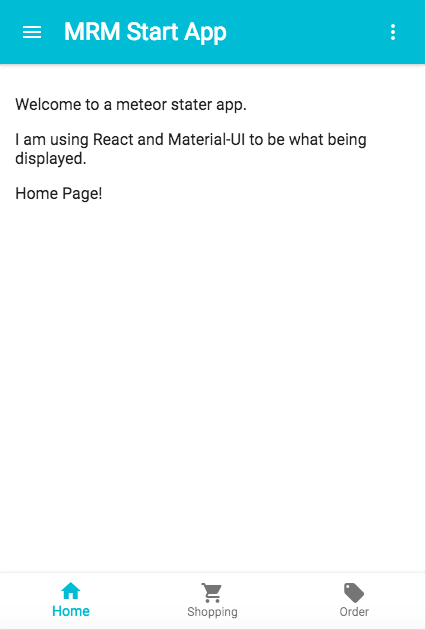 MRM Start App
Welcome to a meteor stater app.
I am using React and Material-UI to be what being
displayed.
Home Page!
Home
Shopping
Order